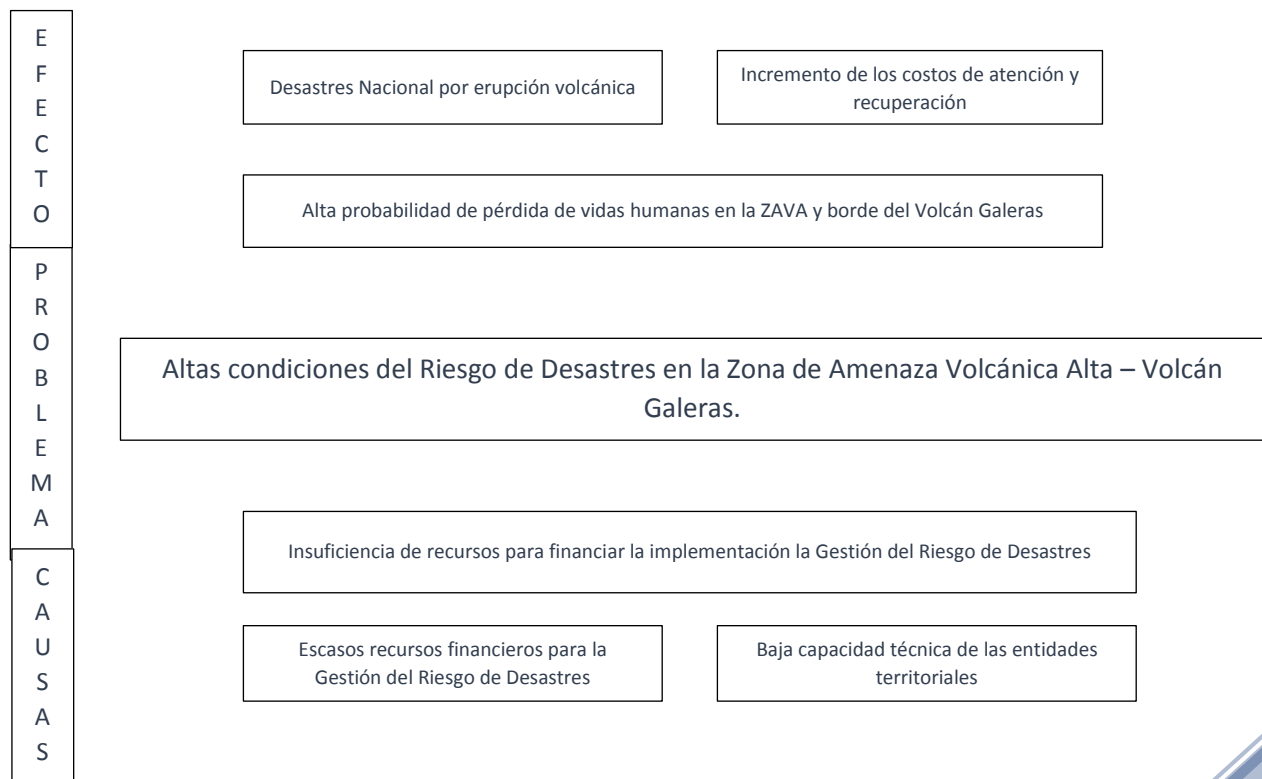 EFECTO
Desastres Nacional por erupción volcánica
Incremento de los costos de atención y
recuperación
Alta probabilidad de pérdida de vidas humanas en la ZAVA y borde del Volcán Galeras
PROBLEMA
Altas condiciones del Riesgo de Desastres en la Zona de Amenaza Volcánica Alta – Volcán
Galeras.
CAUSAS
Insuficiencia de recursos para financiar la implementación la Gestión del Riesgo de Desastres
Escasos recursos financieros para la
Gestión del Riesgo de Desastres
Baja capacidad técnica de las entidades
territoriales